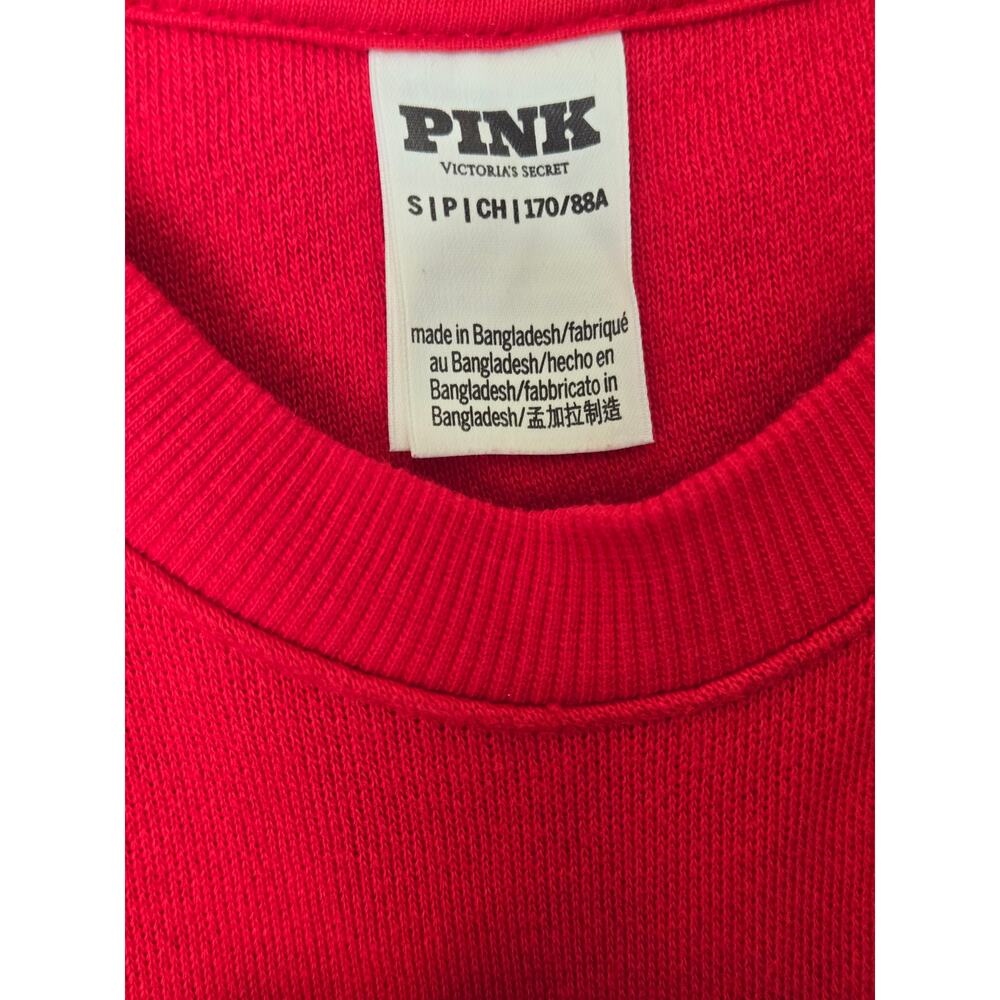 PINK
VICTORIA'S SECRET
S | P | CH | 170/88A
made in Bangladesh/fabriqué
au Bangladesh/hecho en
Bangladesh/fabbricato in
Bangladesh/孟加拉制造